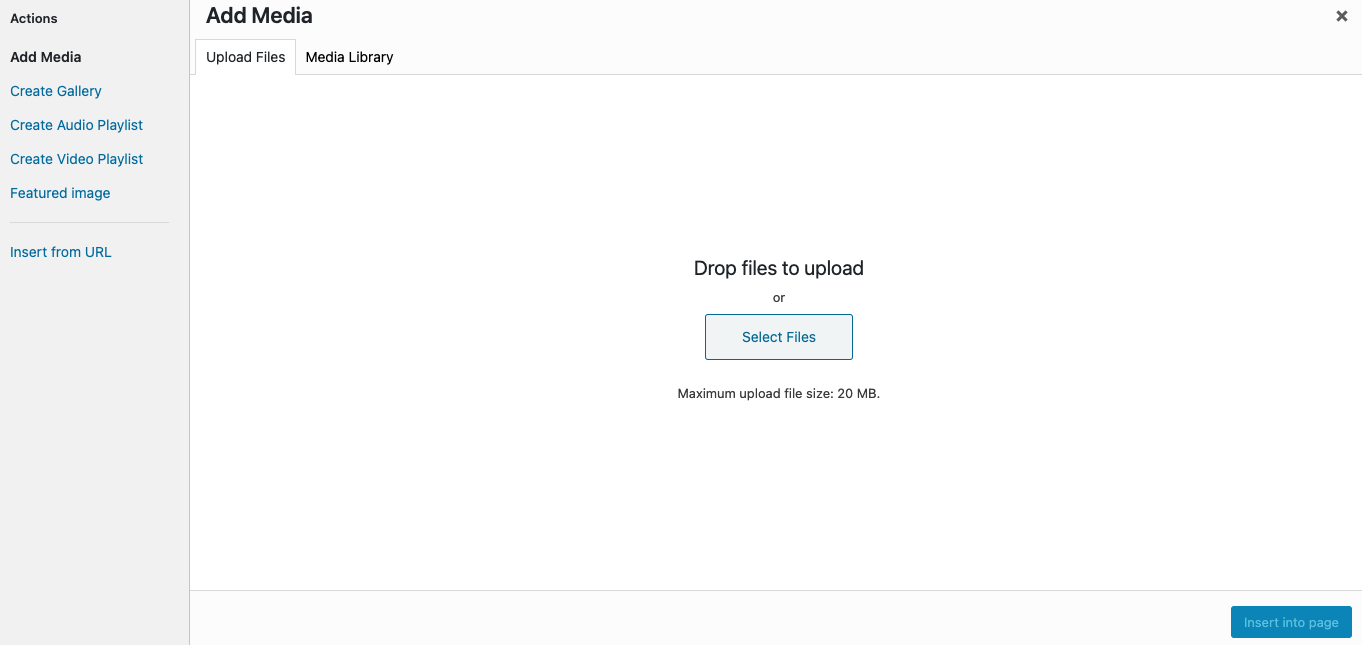 Actions
Add Media
Create Gallery
Create Audio Playlist
Create Video Playlist
Featured image
Insert from URL
Add Media
Upload Files
Media Library
Drop files to upload
or
Select Files
Maximum upload file size: 20 MB.
Insert into page